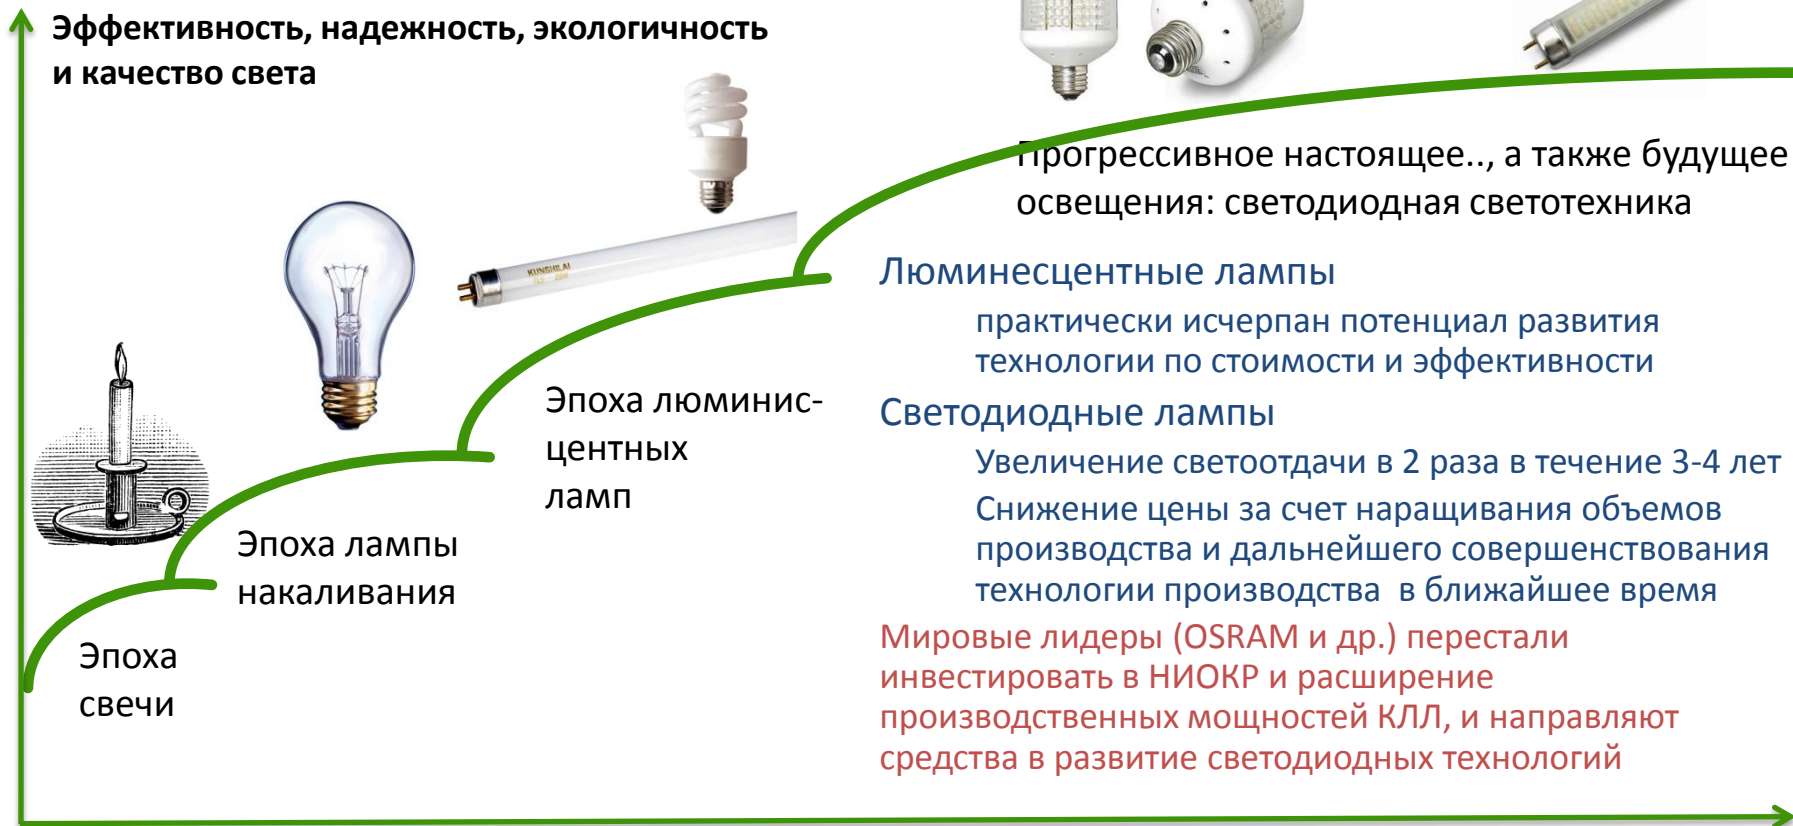 Эффективность, надежность, экологичность
и качество света
KUNSHILAI
Прогрессивное настоящее.., а также будущее
освещения: светодиодная светотехника
Люминесцентные лампы
практически исчерпан потенциал развития
технологии по стоимости и эффективности
Светодиодные лампы
Увеличение светоотдачи в 2 раза в течение 3-4 лет
Снижение цены за счет наращивания объемов
производства и дальнейшего совершенствования
технологии производства  в ближайшее время
Мировые лидеры (OSRAM и др.) перестали
инвестировать в НИОКР и расширение
производственных мощностей КЛЛ, и направляют
средства в развитие светодиодных технологий
Эпоха люминис-
центных
ламп
Эпоха лампы
накаливания
Эпоха
свечи